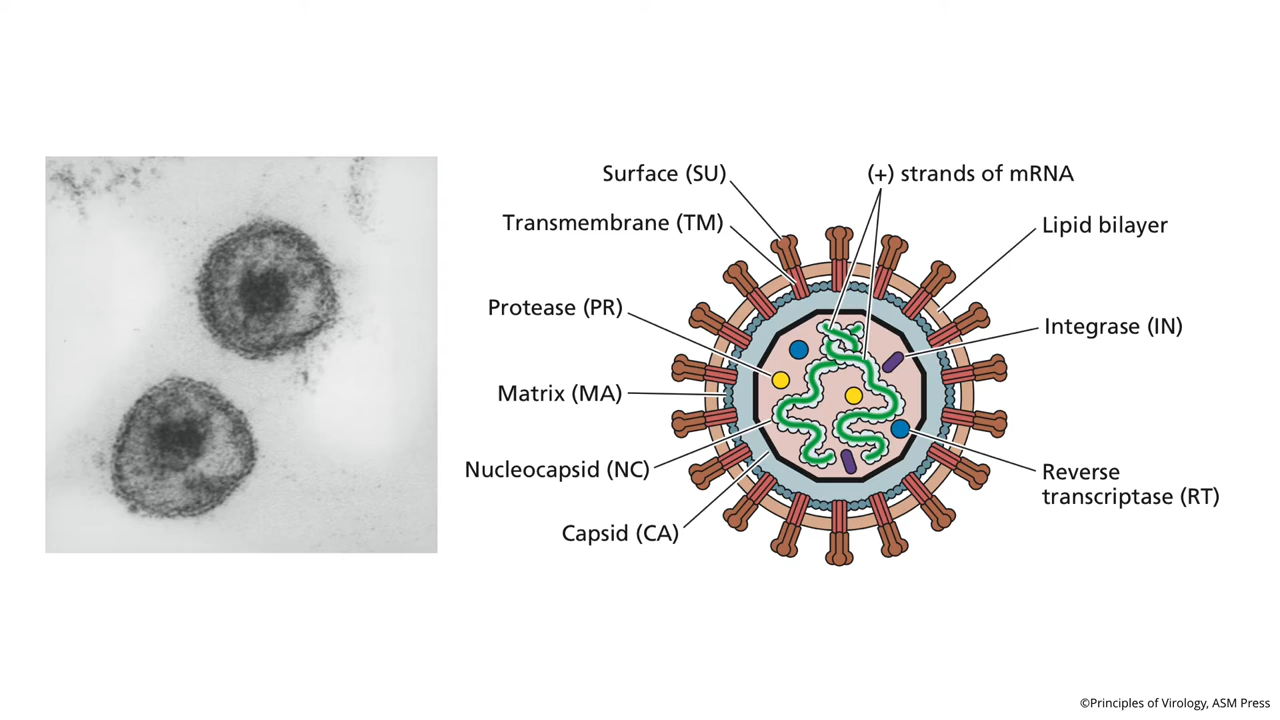 Surface (SU)
(+) strands of mRNA
Transmembrane (TM)
Lipid bilayer
Protease (PR)
Integrase (IN)
Matrix (MA)
Nucleocapsid (NC)
Reverse
transcriptase (RT)
Capsid (CA)
©Principles of Virology, ASM Press